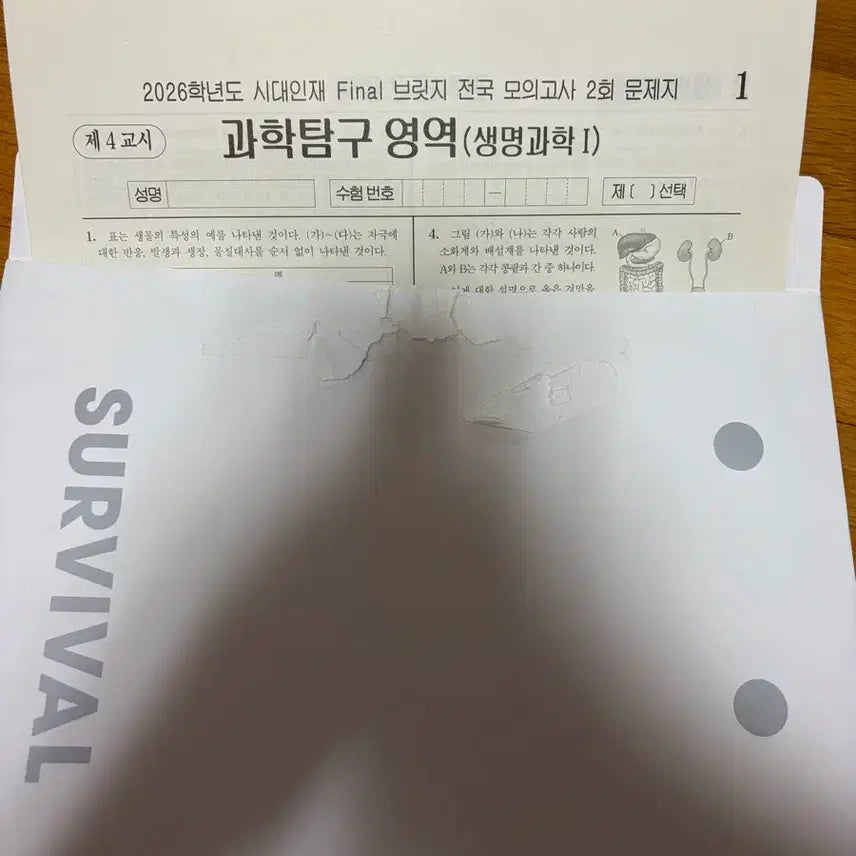 2026학년도 시대인재 Final 브릿지 전국 모의고사 2회 문제지
1
제 4 교시
과학탐구 영역(생명과학Ⅰ)
성명
수험 번호
–
제 ( ) 선택
1. 표는 생물의 특성의 예를 나타낸 것이다. (가)~(다)는 자극에
대한 반응, 발생과 생장, 물질대사를 순서 없이 나타낸 것이다.
예
4. 그림 (가)와 (나)는 각각 사람의
소화계와 배설계를 나타낸 것이다.
A와 B는 각각 콩팥과 간 중 하나이다.
A
B
SURVIVAL